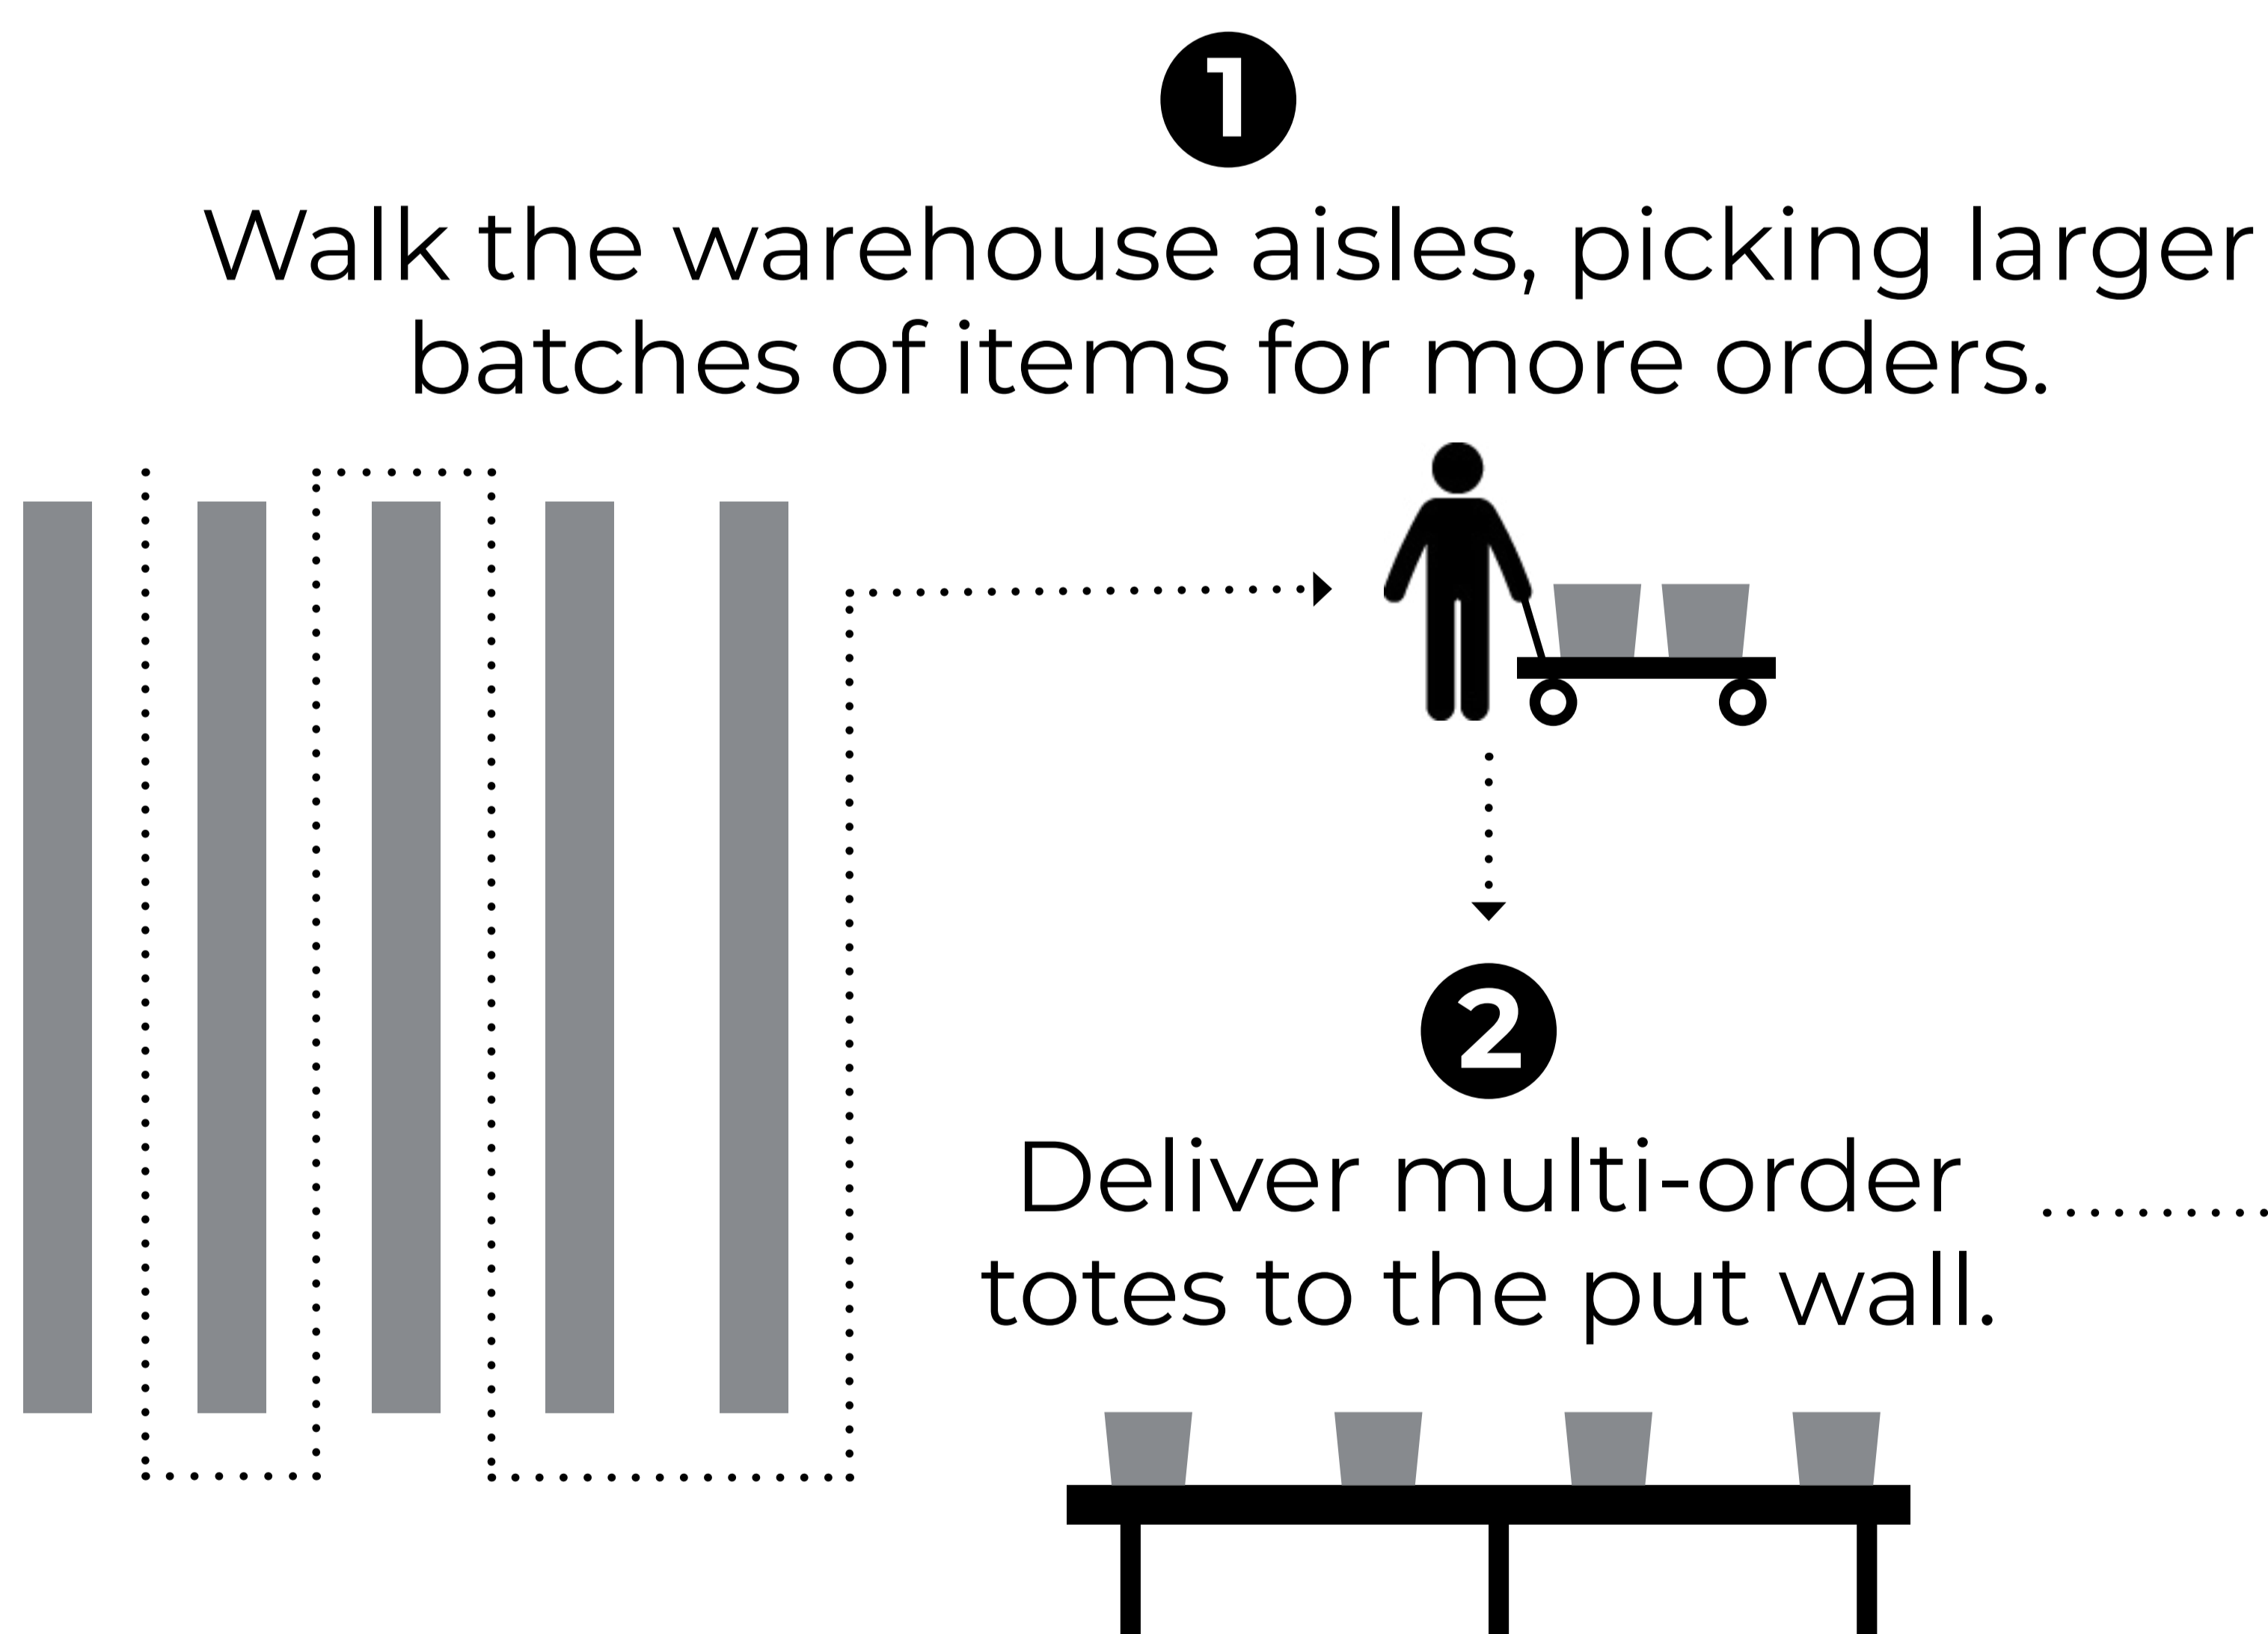 1
Walk the warehouse aisles, picking larger
batches of items for more orders.
2
Deliver multi-order
totes to the put wall.